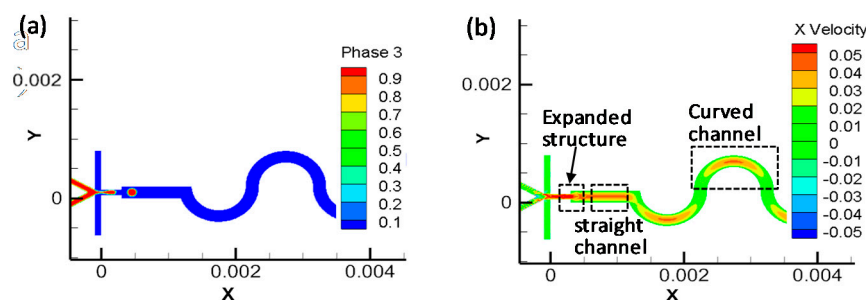 (a)
Phase 3
0.9
0.8
0.7
0.6
0.5
0.4
0.3
0.2
0.1
0.002
0
Y
0
0.002
0.004
X
(b)
X Velocity
0.05
0.04
0.03
0.02
0.01
0
-0.01
-0.02
-0.03
-0.04
-0.05
0.002
0
Y
Expanded
structure
Curved
channel
straight
channel
0
0.002
0.004
X